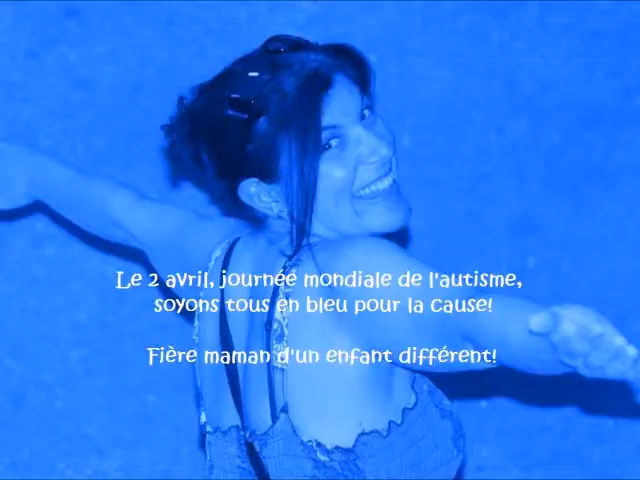 Le 2 avril, journée mondiale de l'autisme,
soyons tous en bleu pour la cause!
Fière maman d'un enfant différent!